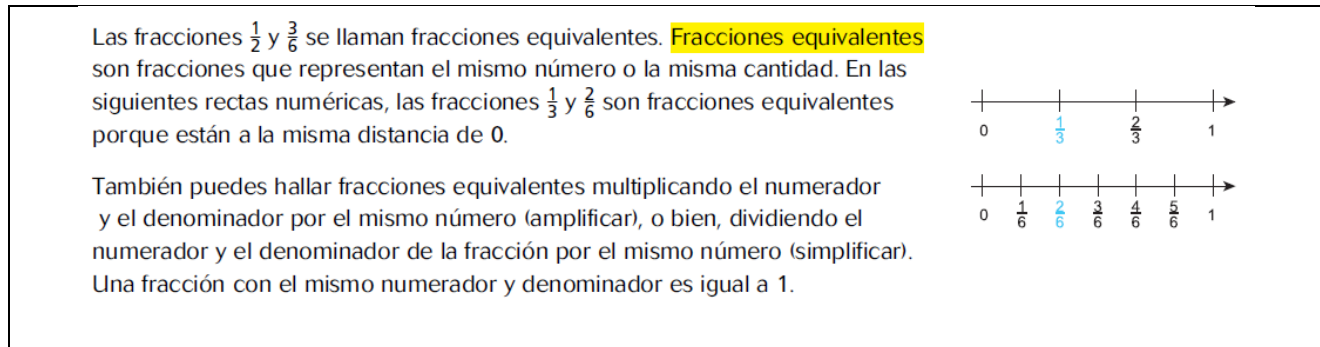 Las fracciones 1/2 y 3/6 se llaman fracciones equivalentes. Fracciones equivalentes
son fracciones que representan el mismo número o la misma cantidad. En las
siguientes rectas numéricas, las fracciones 1/3 y 2/6 son fracciones equivalentes
porque están a la misma distancia de 0.
También puedes hallar fracciones equivalentes multiplicando el numerador
y el denominador por el mismo número (amplificar), o bien, dividiendo el
numerador y el denominador de la fracción por el mismo número (simplificar).
Una fracción con el mismo numerador y denominador es igual a 1.
0 1/3 2/3 1
0 1/6 2/6 3/6 4/6 5/6 1